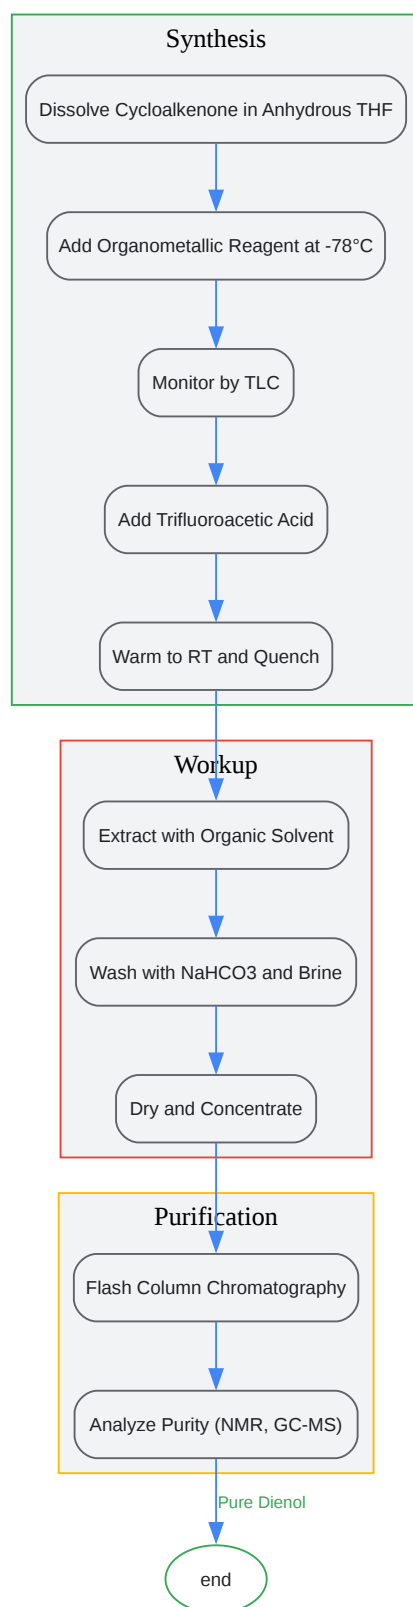 Synthesis
Dissolve Cycloalkenone in Anhydrous THF
Add Organometallic Reagent at -78°C
Monitor by TLC
Add Trifluoroacetic Acid
Warm to RT and Quench
Workup
Extract with Organic Solvent
Wash with NaHCO3 and Brine
Dry and Concentrate
Purification
Flash Column Chromatography
Analyze Purity (NMR, GC-MS)
Pure Dienol
end